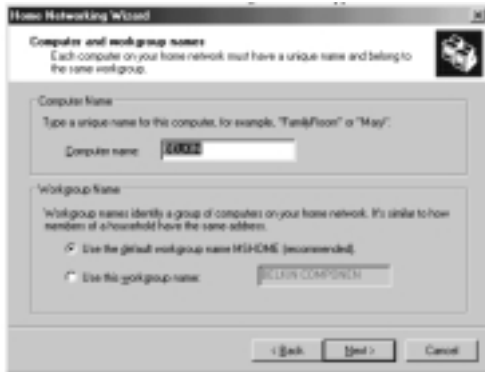 Home Networking Wizard
Computer and workgroup names
Each computer on your home network must have a unique name and belong to
the same workgroup.
Computer Name
Type a unique name for this computer, for example, "FamilyRoom" or "Mary".
Computer name: BELKIN
Workgroup Name
Workgroup names identify a group of computers on your home network. It's similar to how
members of a household have the same address.
Use the default workgroup name MSHOME (recommended).
Use this workgroup name: BELKIN COMPONEN
< Back Next > Cancel